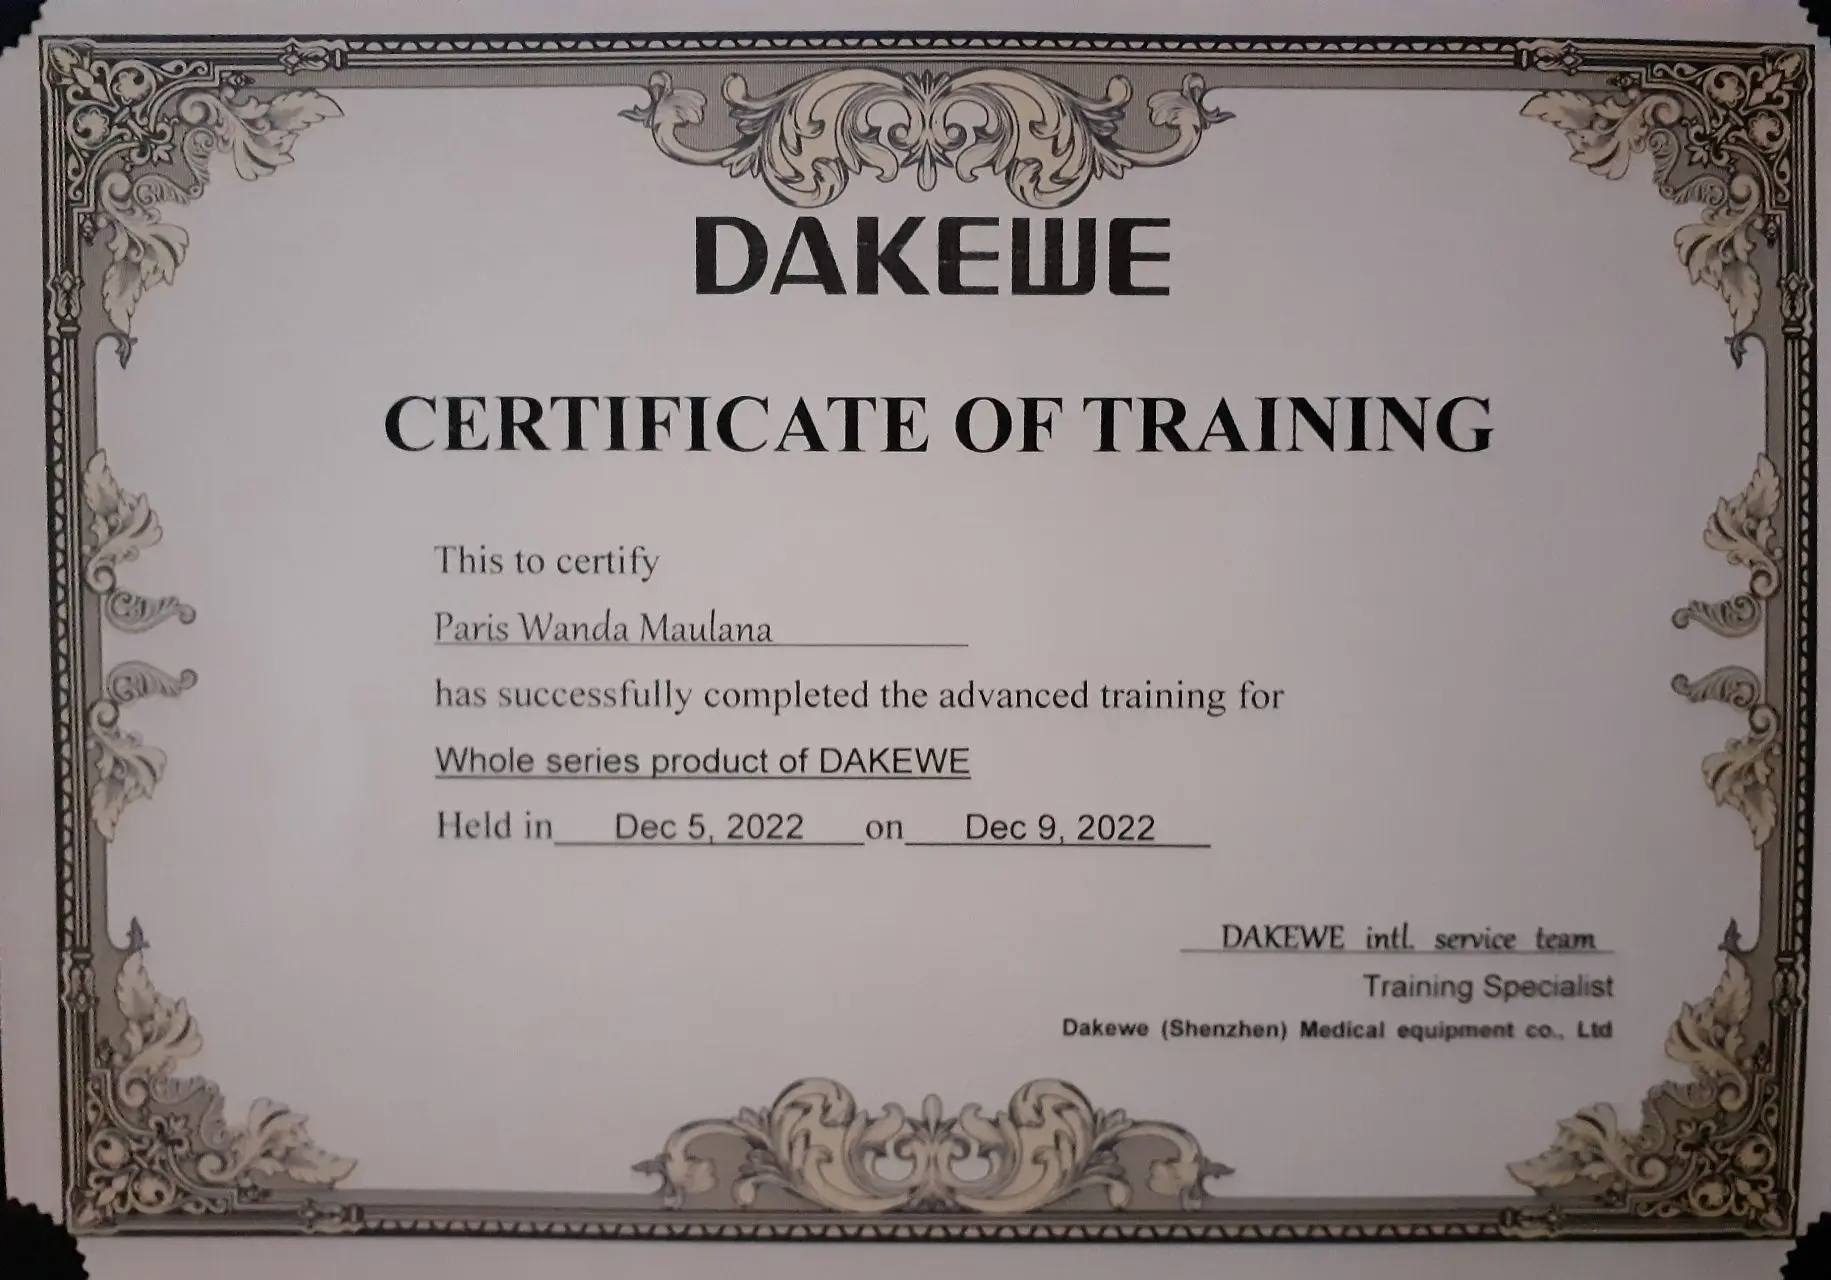 DAKEWE
CERTIFICATE OF TRAINING
This to certify
Paris Wanda Maulana
has successfully completed the advanced training for
Whole series product of DAKEWE
Held in Dec 5, 2022 on Dec 9, 2022
DAKEWE intl. service team
Training Specialist
Dakewe (Shenzhen) Medical equipment co., Ltd